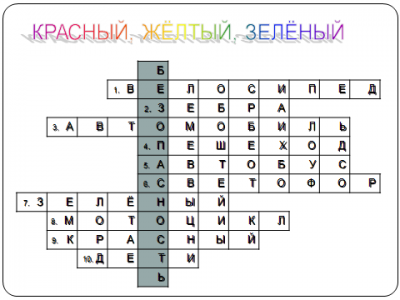 КРАСНЫЙ, ЖЁЛТЫЙ, ЗЕЛЁНЫЙ
Б
1. В Е Л О С И П Е Д
2. З Е Б Р А
3. А В Т О М О Б И Л Ь
4. П Е Ш Е Х О Д
5. А В Т О Б У С
6. С В Е Т О Ф О Р
7. З Е Л Ё Н Ы Й
8. М О Т О Ц И К Л
9. К Р А С Н Ы Й
10. Д Е Т И
Ь